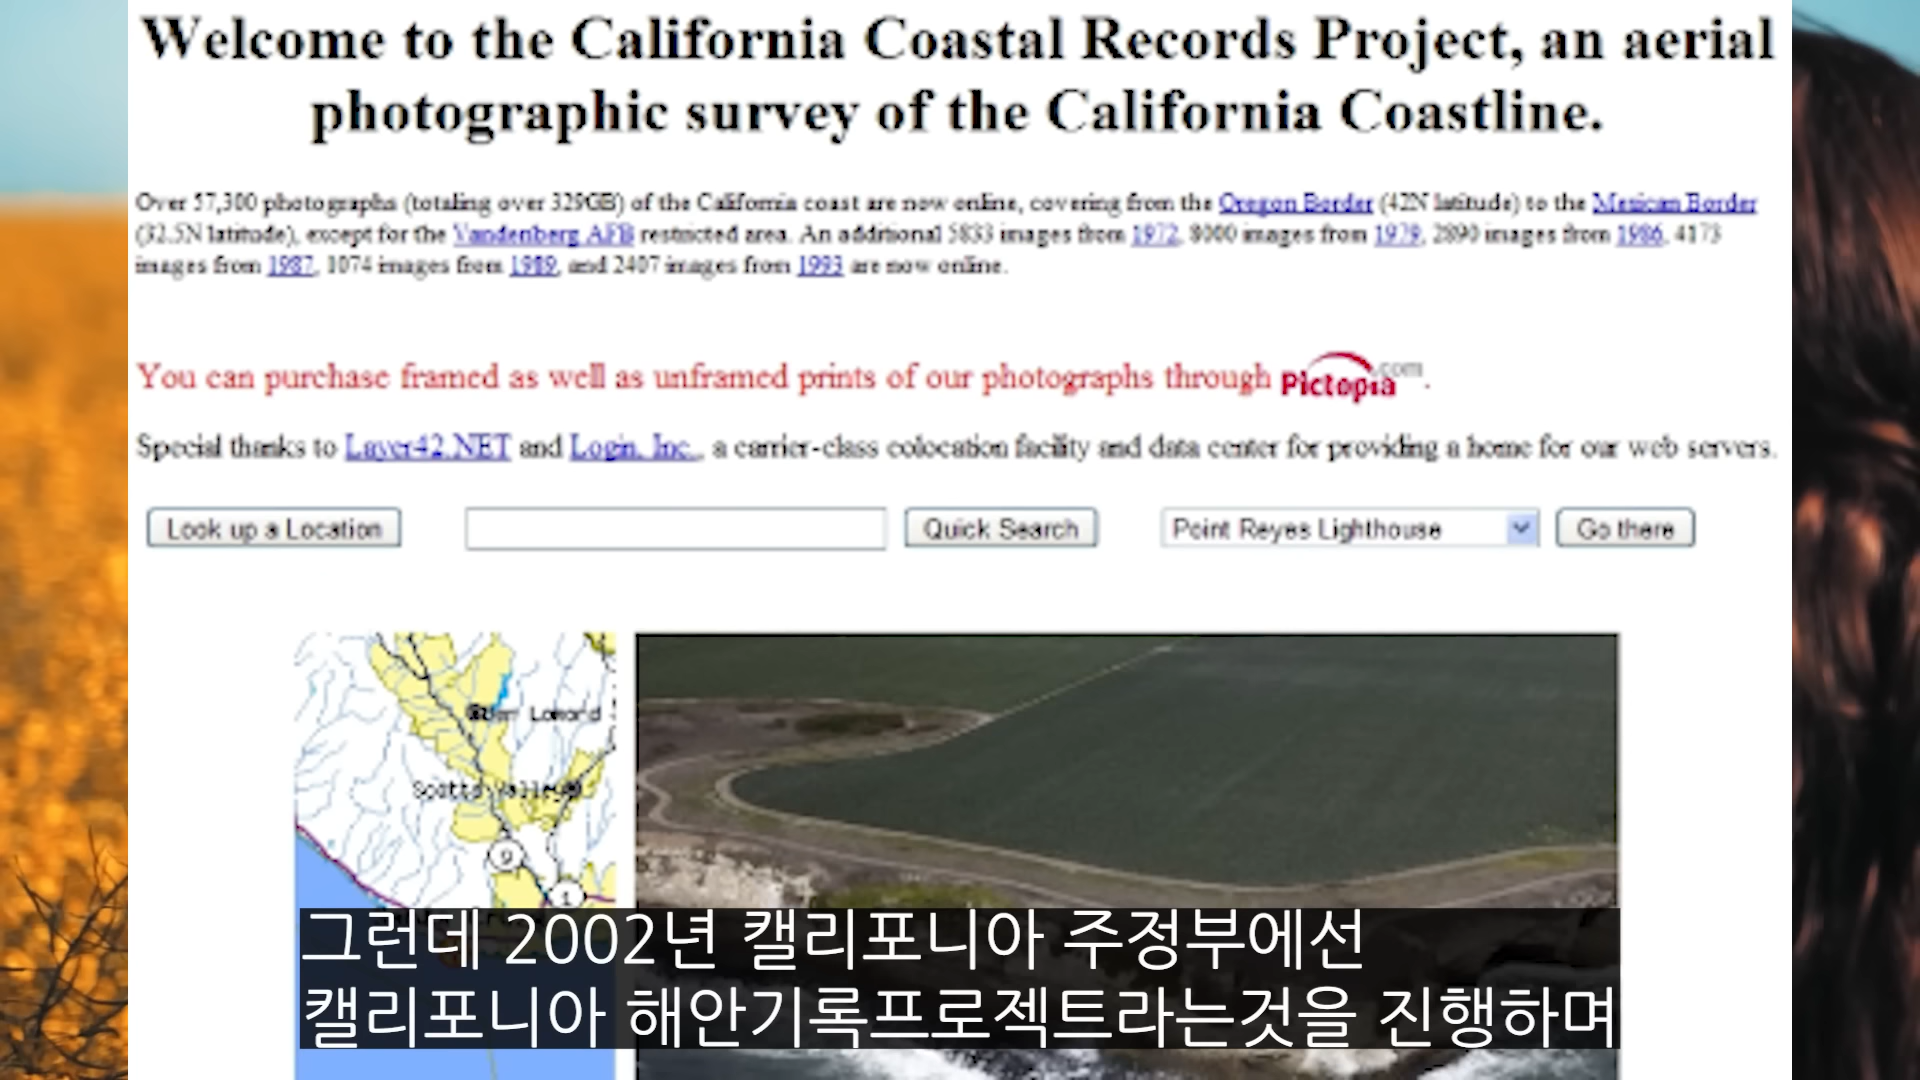 Welcome to the California Coastal Records Project, an aerial
photographic survey of the California Coastline.
Over 57,300 photographs (totaling over 329GB) of the California coast are now online, covering from the Oregon Border (42N latitude) to the Mexican Border
(32.5N latitude), except for the Vandenberg AFB restricted area. An additional 5833 images from 1972, 8000 images from 1979, 2890 images from 1986, 4173
images from 1987, 1074 images from 1989, and 2407 images from 1993 are now online.
You can purchase framed as well as unframed prints of our photographs through Pictopia.com.
Special thanks to Layer42.NET and Login, Inc., a carrier-class colocation facility and data center for providing a home for our web servers.
Look up a Location Quick Search Point Reyes Lighthouse Go there
Lomond
Scotts Valley
9
1
그런데 2002년 캘리포니아 주정부에선
캘리포니아 해안기록프로젝트라는것을 진행하며